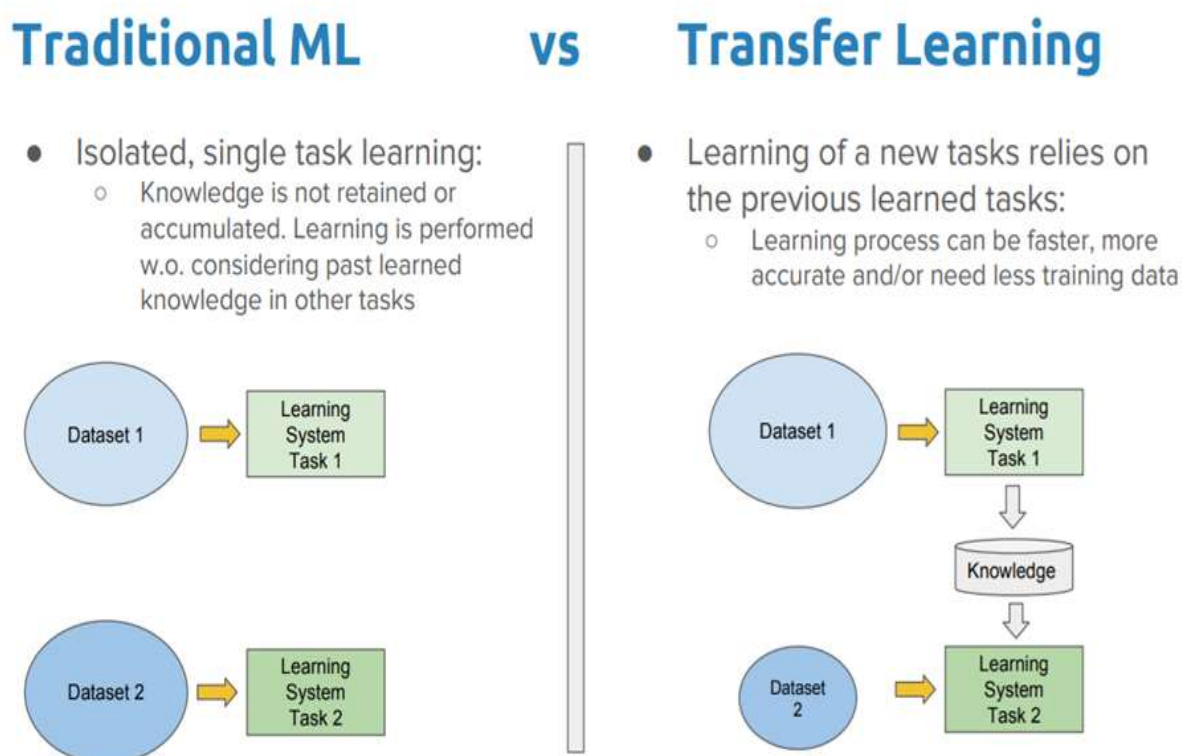 Traditional ML vs Transfer Learning
● Isolated, single task learning:
○ Knowledge is not retained or
accumulated. Learning is performed
w.o. considering past learned
knowledge in other tasks
Dataset 1
Learning
System
Task 1
Dataset 2
Learning
System
Task 2
● Learning of a new tasks relies on
the previous learned tasks:
○ Learning process can be faster, more
accurate and/or need less training data
Dataset 1
Learning
System
Task 1
Knowledge
Dataset
2
Learning
System
Task 2